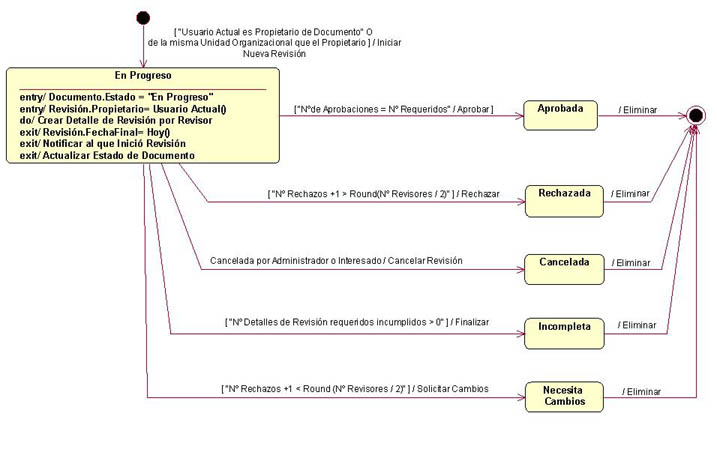 [ "Usuario Actual es Propietario de Documento" O
de la misma Unidad Organizacional que el Propietario ] / Iniciar
Nueva Revisión
En Progreso
entry/ Documento.Estado = "En Progreso"
entry/ Revisión.Propietario= Usuario Actual()
do/ Crear Detalle de Revisión por Revisor
exit/ Revisión.FechaFinal= Hoy()
exit/ Notificar al que Inició Revisión
exit/ Actualizar Estado de Documento
[ "Nºde Aprobaciones = Nº Requeridos" / Aprobar ]
Aprobada
/ Eliminar
[ "Nº Rechazos +1 > Round(Nº Revisores / 2)" ] / Rechazar
Rechazada
/ Eliminar
Cancelada por Administrador o Interesado / Cancelar Revisión
Cancelada
/ Eliminar
[ "Nº Detalles de Revisión requeridos incumplidos > 0" ] / Finalizar
Incompleta
/ Eliminar
[ "Nº Rechazos +1 < Round (Nº Revisores / 2)" ] / Solicitar Cambios
Necesita
Cambios
/ Eliminar